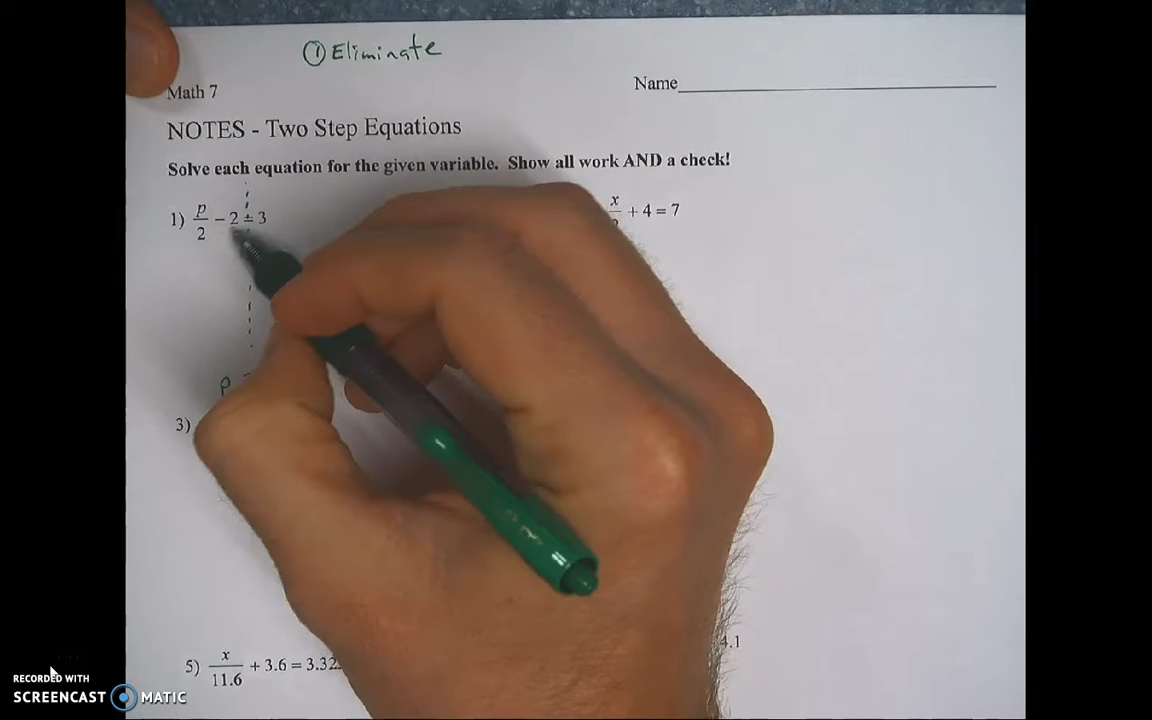 ① Eliminate
Math 7
Name
NOTES - Two Step Equations
Solve each equation for the given variable. Show all work AND a check!
1) p/2 - 2 = 3
x/ + 4 = 7
p
3)
4.1
5) x/11.6 + 3.6 = 3.32
RECORDED WITH
SCREENCAST MATIC